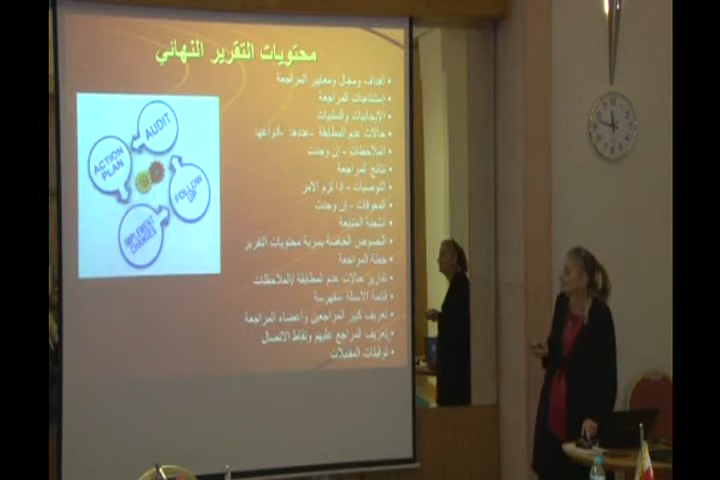 محتويات التقرير النهائي
• أهداف ومجال ومعايير المراجعة
• إستنتاجات المراجعة
• الإيجابيات والسلبيات
• حالات عدم المطابقة -عددها -أنواعها
• الملاحظات - إن وجدت
• نتائج المراجعة
• التوصيات - إذا لزم الأمر
• المعوقات - إن وجدت
• أنشطة المتابعة
• النصوص الخاصة بسرية محتويات التقرير
• خطة المراجعة
• تقارير حالات عدم المطابقة /الملاحظات
• قائمة الأسئلة -مفهرسة
• تعريف كبير المراجعين وأعضاء المراجعة
• تعريف المراجع عليهم ونقاط الاتصال
• توقيتات المقابلات
AUDIT
ACTION PLAN
FOLLOW UP
IMPLEMENT CHANGES